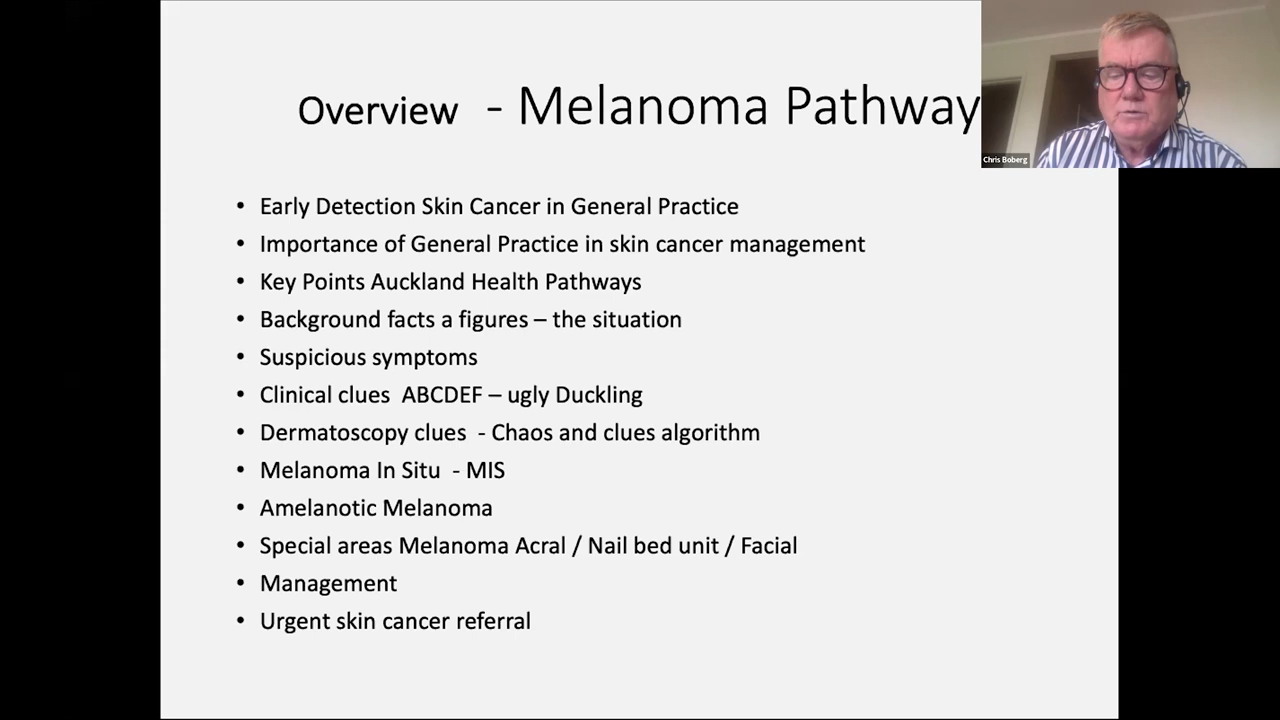 Overview - Melanoma Pathway
Chris Boberg
• Early Detection Skin Cancer in General Practice
• Importance of General Practice in skin cancer management
• Key Points Auckland Health Pathways
• Background facts a figures – the situation
• Suspicious symptoms
• Clinical clues ABCDEF – ugly Duckling
• Dermatoscopy clues - Chaos and clues algorithm
• Melanoma In Situ - MIS
• Amelanotic Melanoma
• Special areas Melanoma Acral / Nail bed unit / Facial
• Management
• Urgent skin cancer referral